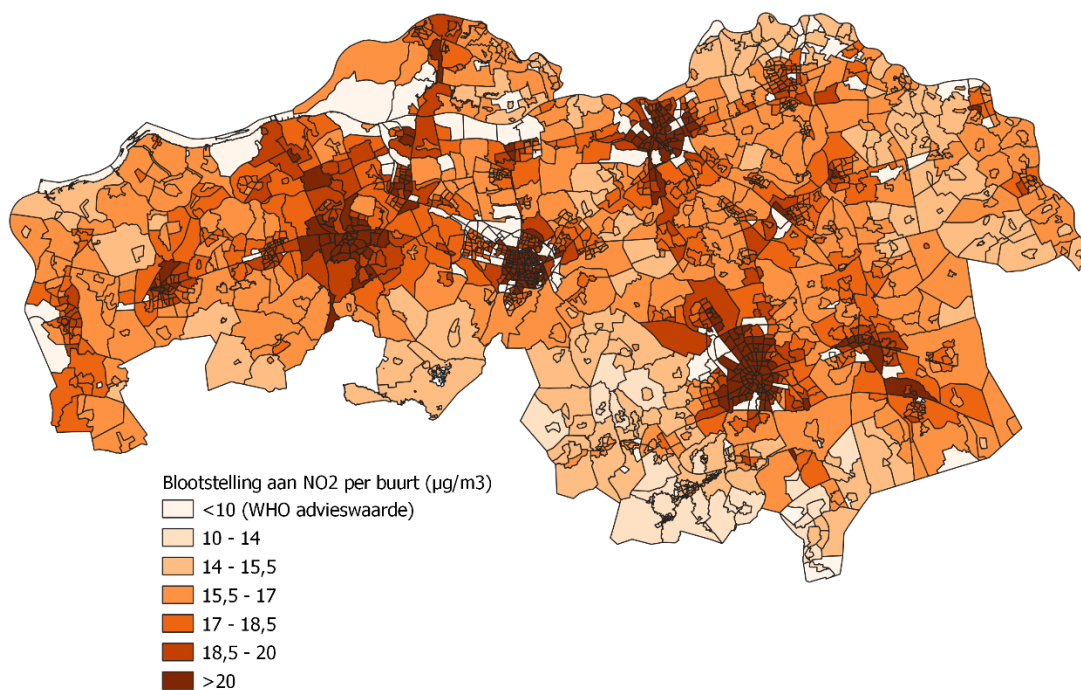 Blootstelling aan NO2 per buurt (µg/m3)
<10 (WHO advieswaarde)
10 - 14
14 - 15,5
15,5 - 17
17 - 18,5
18,5 - 20
>20